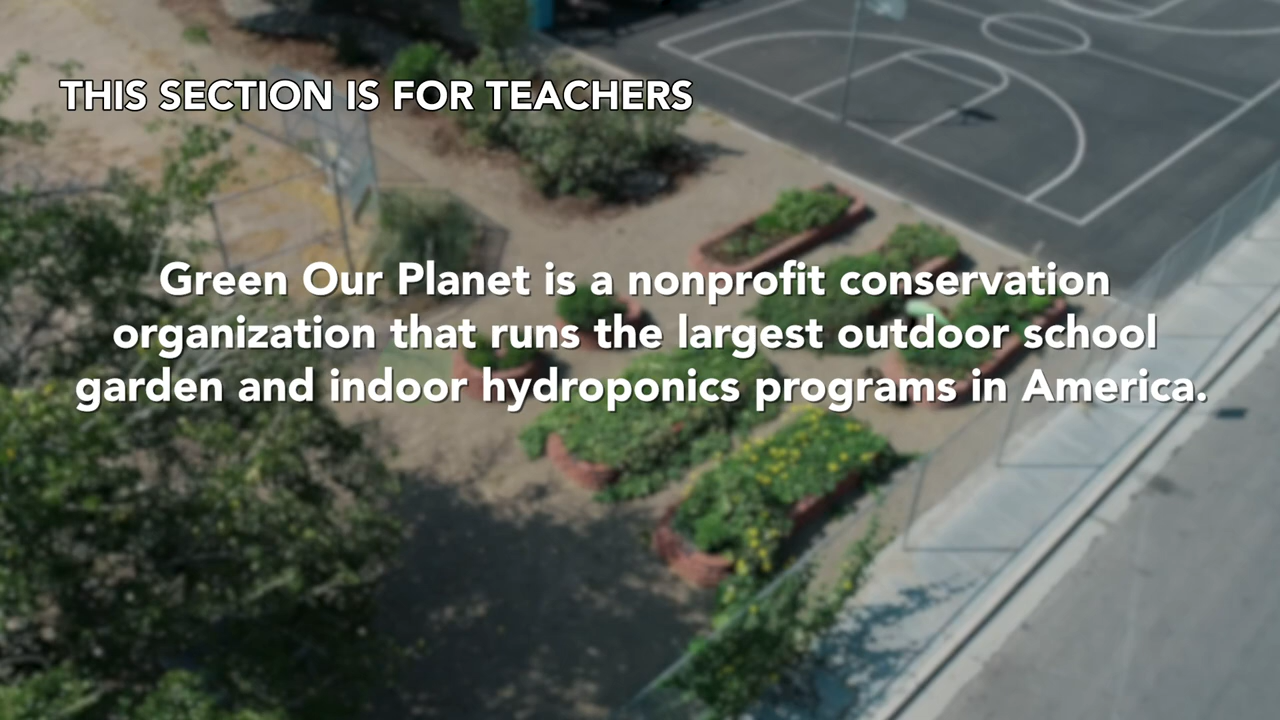 THIS SECTION IS FOR TEACHERS
Green Our Planet is a nonprofit conservation
organization that runs the largest outdoor school
garden and indoor hydroponics programs in America.